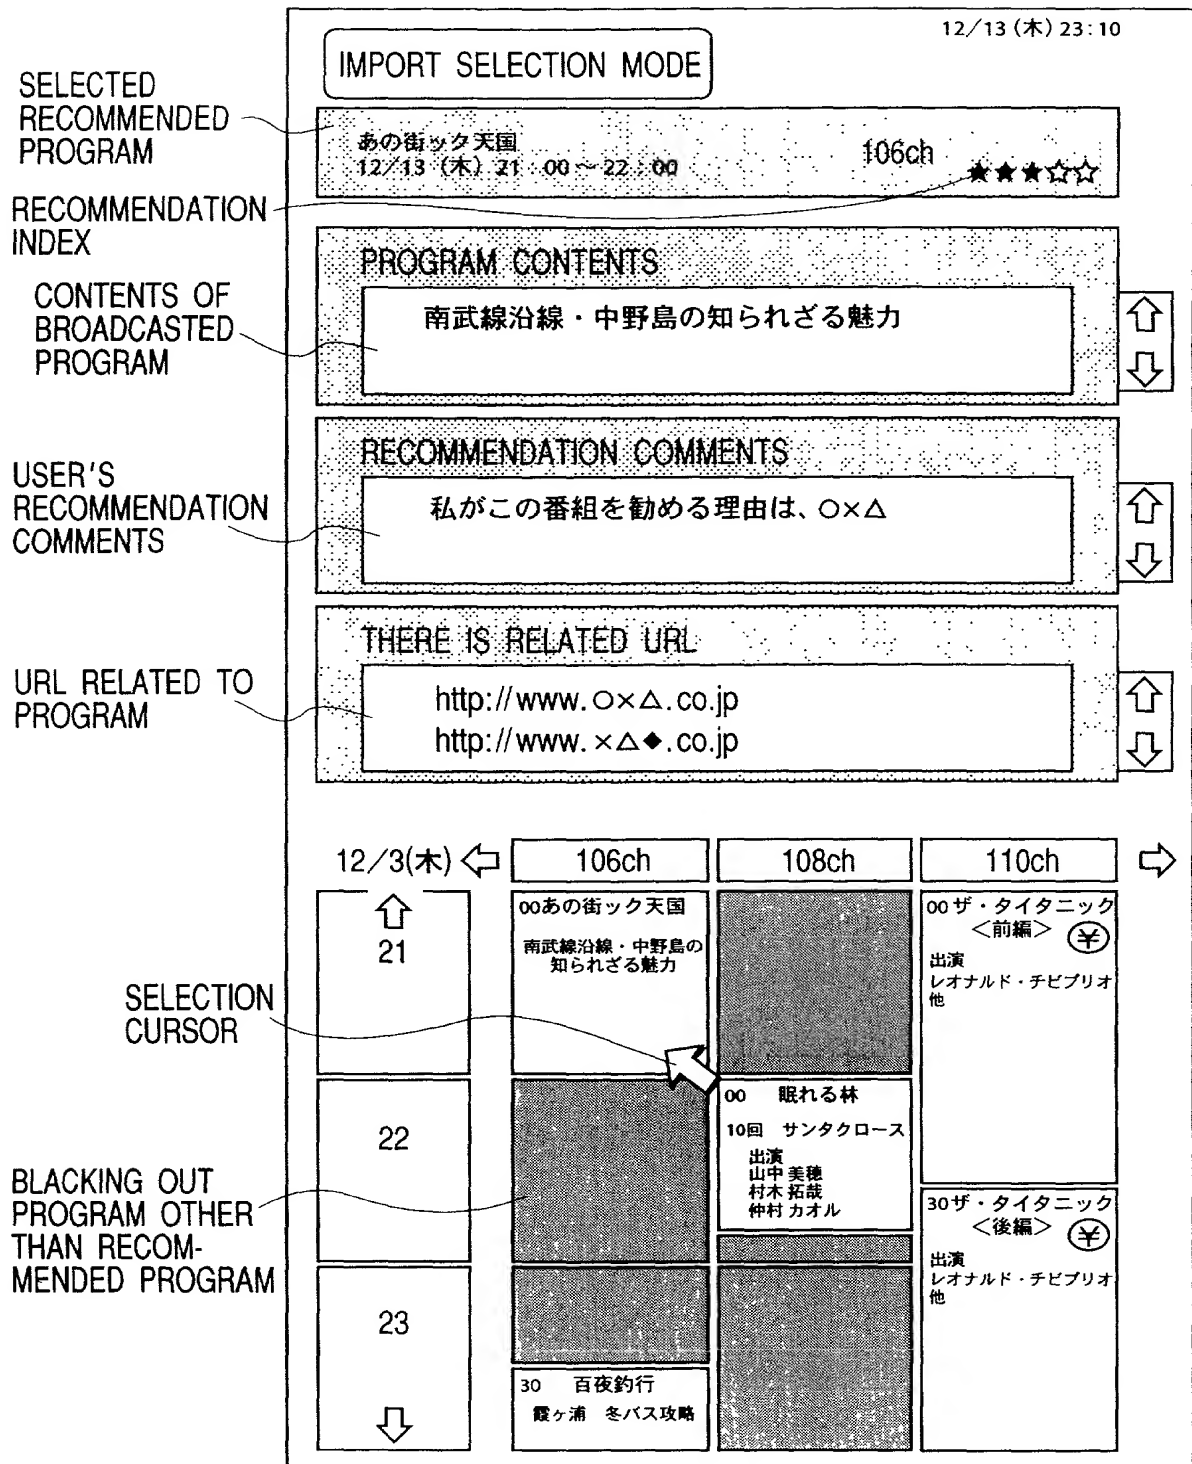 12/13(木)23:10
IMPORT SELECTION MODE
SELECTED
RECOMMENDED
PROGRAM
あの街ック天国
12/13(木)21:00〜22:00
106ch
★★★☆☆
RECOMMENDATION
INDEX
PROGRAM CONTENTS
CONTENTS OF
BROADCASTED
PROGRAM
南武線沿線・中野島の知られざる魅力
RECOMMENDATION COMMENTS
USER'S
RECOMMENDATION
COMMENTS
私がこの番組を勧める理由は、○×△
THERE IS RELATED URL
URL RELATED TO
PROGRAM
http://www.○×△.co.jp
http://www.×△◆.co.jp
12/3(木)
106ch
108ch
110ch
21
00あの街ック天国
南武線沿線・中野島の
知られざる魅力
00ザ・タイタニック
<前編>
¥
出演
レオナルド・チビプリオ
他
SELECTION
CURSOR
22
00 眠れる林
10回 サンタクロース
出演
山中 美穂
村木 拓哉
仲村 カオル
BLACKING OUT
PROGRAM OTHER
THAN RECOM-
MENDED PROGRAM
30ザ・タイタニック
<後編>
¥
出演
レオナルド・チビプリオ
他
23
30 百夜釣行
霞ヶ浦 冬バス攻略